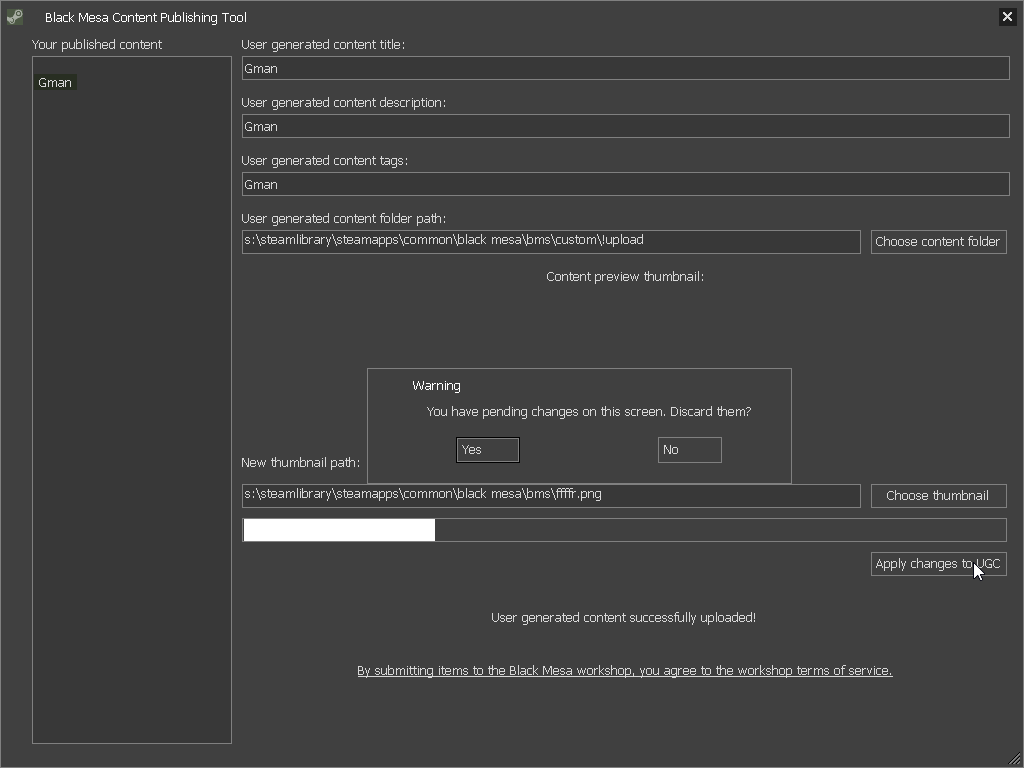 Black Mesa Content Publishing Tool
Your published content
Gman
User generated content title:
Gman
User generated content description:
Gman
User generated content tags:
Gman
User generated content folder path:
s:\steamlibrary\steamapps\common\black mesa\bms\custom\!upload
Choose content folder
Content preview thumbnail:
Warning
You have pending changes on this screen. Discard them?
Yes
No
New thumbnail path:
s:\steamlibrary\steamapps\common\black mesa\bms\fffffr.png
Choose thumbnail
Apply changes to UGC
User generated content successfully uploaded!
By submitting items to the Black Mesa workshop, you agree to the workshop terms of service.